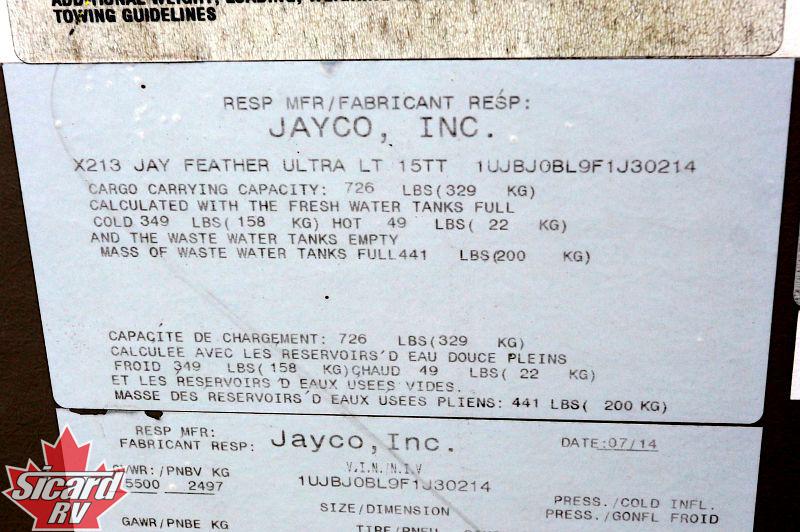 ADDITIONAL WEIGHT, LOADING, WEIGHING
TOWING GUIDELINES
RESP MFR/FABRICANT RESP:
JAYCO, INC.
X213 JAY FEATHER ULTRA LT 15TT 1UJBJ0BL9F1J30214
CARGO CARRYING CAPACITY: 726 LBS(329 KG)
CALCULATED WITH THE FRESH WATER TANKS FULL
COLD 349 LBS( 158 KG) HOT 49 LBS( 22 KG)
AND THE WASTE WATER TANKS EMPTY
MASS OF WASTE WATER TANKS FULL441 LBS(200 KG)
CAPACITE DE CHARGEMENT: 726 LBS(329 KG)
CALCULEE AVEC LES RESERVOIRS'D EAU DOUCE PLEINS
FROID 349 LBS( 158 KG)CHAUD 49 LBS( 22 KG)
ET LES RESERVOIRS'D EAUX USEES VIDES.
MASSE DES RESERVOIRS'D EAUX USEES PLIENS: 441 LBS( 200 KG)
RESP MFR:
FABRICANT RESP: Jayco, Inc. DATE:07/14
GVWR:/PNBV KG V.I.N./N.I.V
5500 2497 1UJBJ0BL9F1J30214
SIZE/DIMENSION PRESS./COLD INFL.
PRESS./GONFL FROID
GAWR/PNBE KG TIRE/PNEU
Sicard
RV